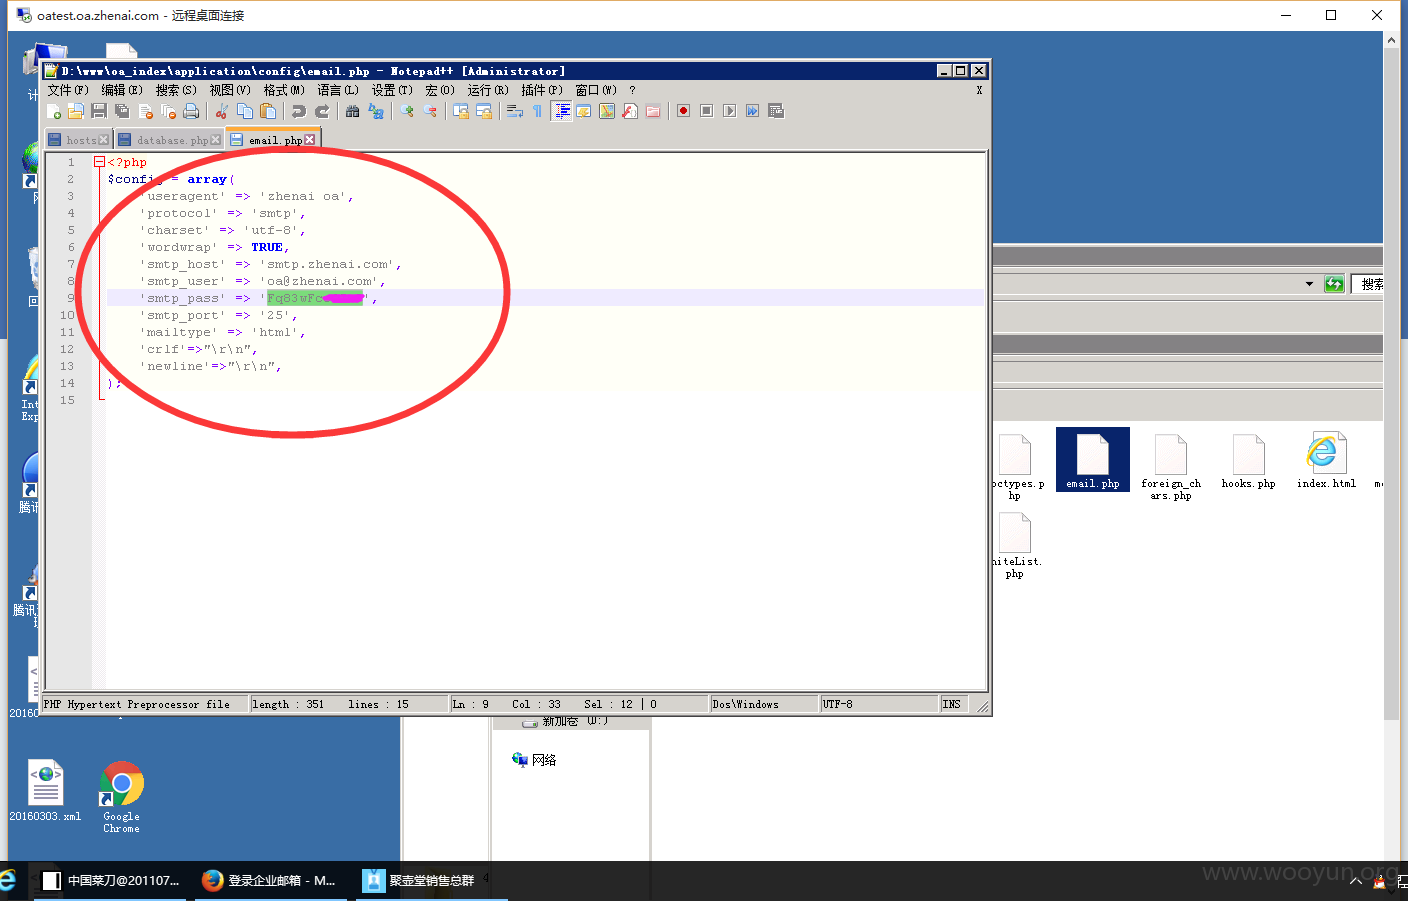 oatest.oa.zhenai.com - 远程桌面连接
D:\www\oa_index\application\config\email.php - Notepad++ [Administrator]
文件(F) 编辑(E) 搜索(S) 视图(V) 格式(M) 语言(L) 设置(T) 宏(O) 运行(R) 插件(P) 窗口(W) ? X
hosts database.php email.php
1 <?php
2 $config = array(
3 'useragent' => 'zhenai oa',
4 'protocol' => 'smtp',
5 'charset' => 'utf-8',
6 'wordwrap' => TRUE,
7 'smtp_host' => 'smtp.zhenai.com',
8 'smtp_user' => 'oa@zhenai.com',
9 'smtp_pass' => 'Fq83wFc',
10 'smtp_port' => '25',
11 'mailtype' => 'html',
12 'crlf'=>"\r\n",
13 'newline'=>"\r\n",
14 );
15
搜索
email.php
foreign_chars.php
hooks.php
index.html
PHP Hypertext Preprocessor file length : 351 lines : 15 Ln : 9 Col : 33 Sel : 12 | 0 Dos\Windows UTF-8 INS
新加卷 (D:)
网络
20160303.xml
Google
Chrome
中国菜刀@201107...
登录企业邮箱 - M...
聚壶堂销售总群
www.wooyun.org